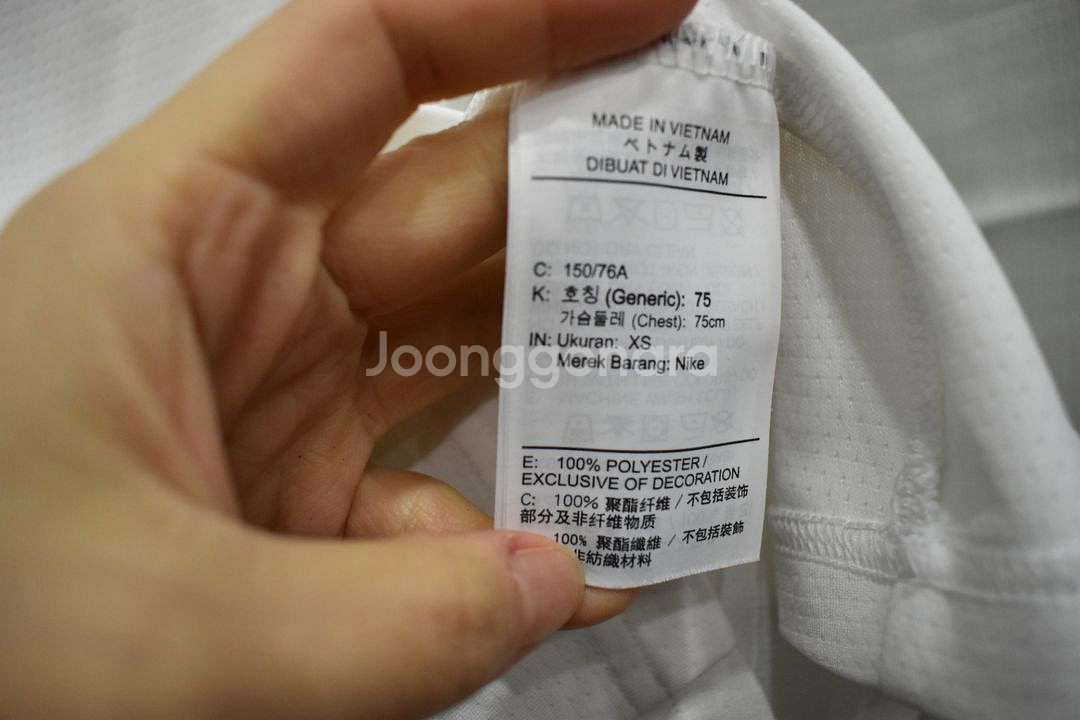 MADE IN VIETNAM
ベトナム製
DIBUAT DI VIETNAM
C: 150/76A
K: 호칭 (Generic): 75
가슴둘레 (Chest): 75cm
IN: Ukuran: XS
Merek Barang: Nike
Joonggonara
E: 100% POLYESTER /
EXCLUSIVE OF DECORATION
C: 100% 聚酯纤维 / 不包括装饰
部分及非纤维物质
100% 聚酯纖維 / 不包括裝飾
非紡織材料